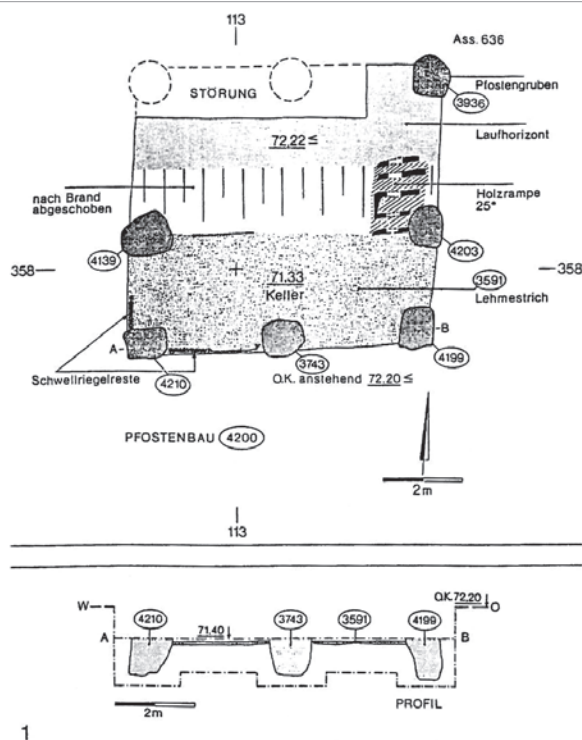 113
Ass. 636
STÖRUNG
Pfostengruben
3936
72,22 ≤
Laufhorizont
nach Brand
abgeschoben
Holzrampe
25°
4139
4203
358
71.33
Keller
3591
358
Lehmestrich
A-
-B
3743
Schwellriegelreste
4210
O.K. anstehend 72,20 ≤
4199
PFOSTENBAU 4200
2m
113
W
O.K. 72,20
O
4210
3743
3591
4199
A
71.40
B
2m
PROFIL
1